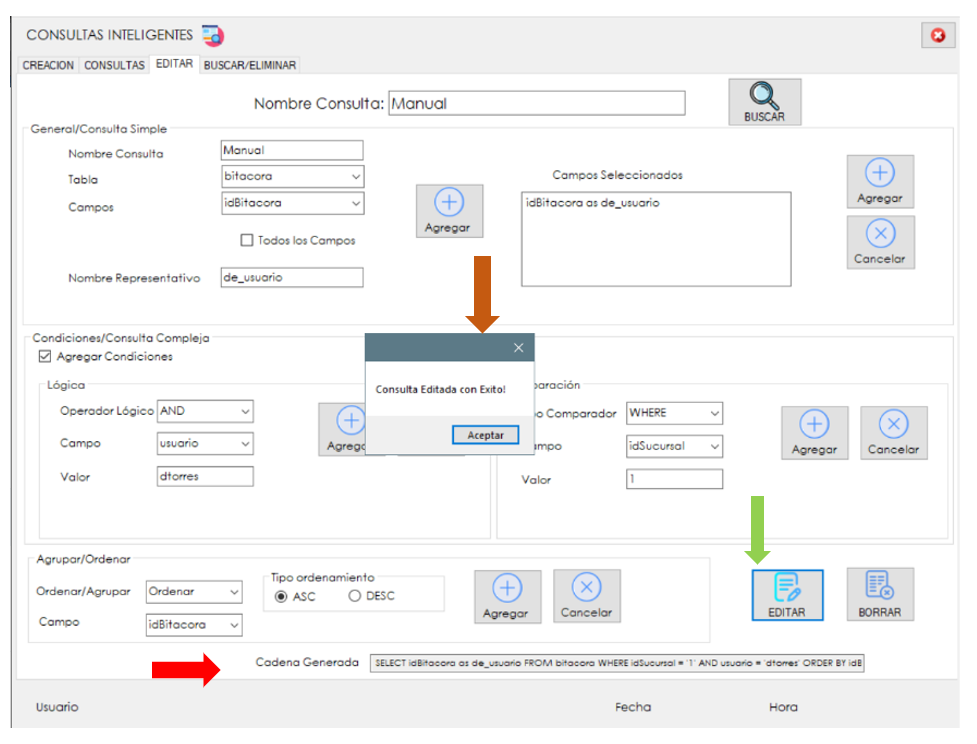 CONSULTAS INTELIGENTES
CREACION CONSULTAS EDITAR BUSCAR/ELIMINAR
Nombre Consulta: Manual
BUSCAR
General/Consulta Simple
Nombre Consulta Manual
Tabla bitacora
Campos idBitacora
Agregar
Todos los Campos
Nombre Representativo de_usuario
Campos Seleccionados
idBitacora as de_usuario
Agregar
Cancelar
Condiciones/Consulta Compleja
Agregar Condiciones
Lógica
Operador Lógico AND
Campo usuario
Valor dtorres
Consulta Editada con Exito!
Aceptar
Comparador WHERE
idSucursal
Valor 1
Agregar Cancelar
Agrupar/Ordenar
Ordenar/Agrupar Ordenar
Campo idBitacora
Tipo ordenamiento
ASC DESC
Agregar Cancelar
EDITAR BORRAR
Cadena Generada SELECT idBitacora as de_usuario FROM bitacora WHERE idSucursal = '1' AND usuario = 'dtorres' ORDER BY idB
Usuario Fecha Hora